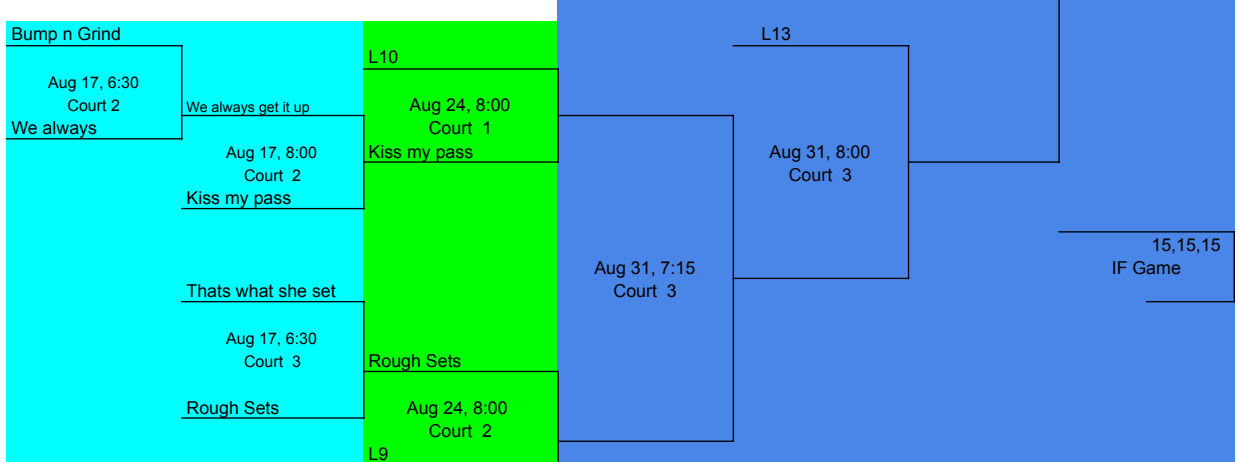 Bump n Grind
Aug 17, 6:30
Court 2
We always
We always get it up
Aug 17, 8:00
Court 2
Kiss my pass
Thats what she set
Aug 17, 6:30
Court 3
Rough Sets
L10
Aug 24, 8:00
Court 1
Kiss my pass
Rough Sets
Aug 24, 8:00
Court 2
L9
Aug 31, 7:15
Court 3
L13
Aug 31, 8:00
Court 3
15,15,15
IF Game